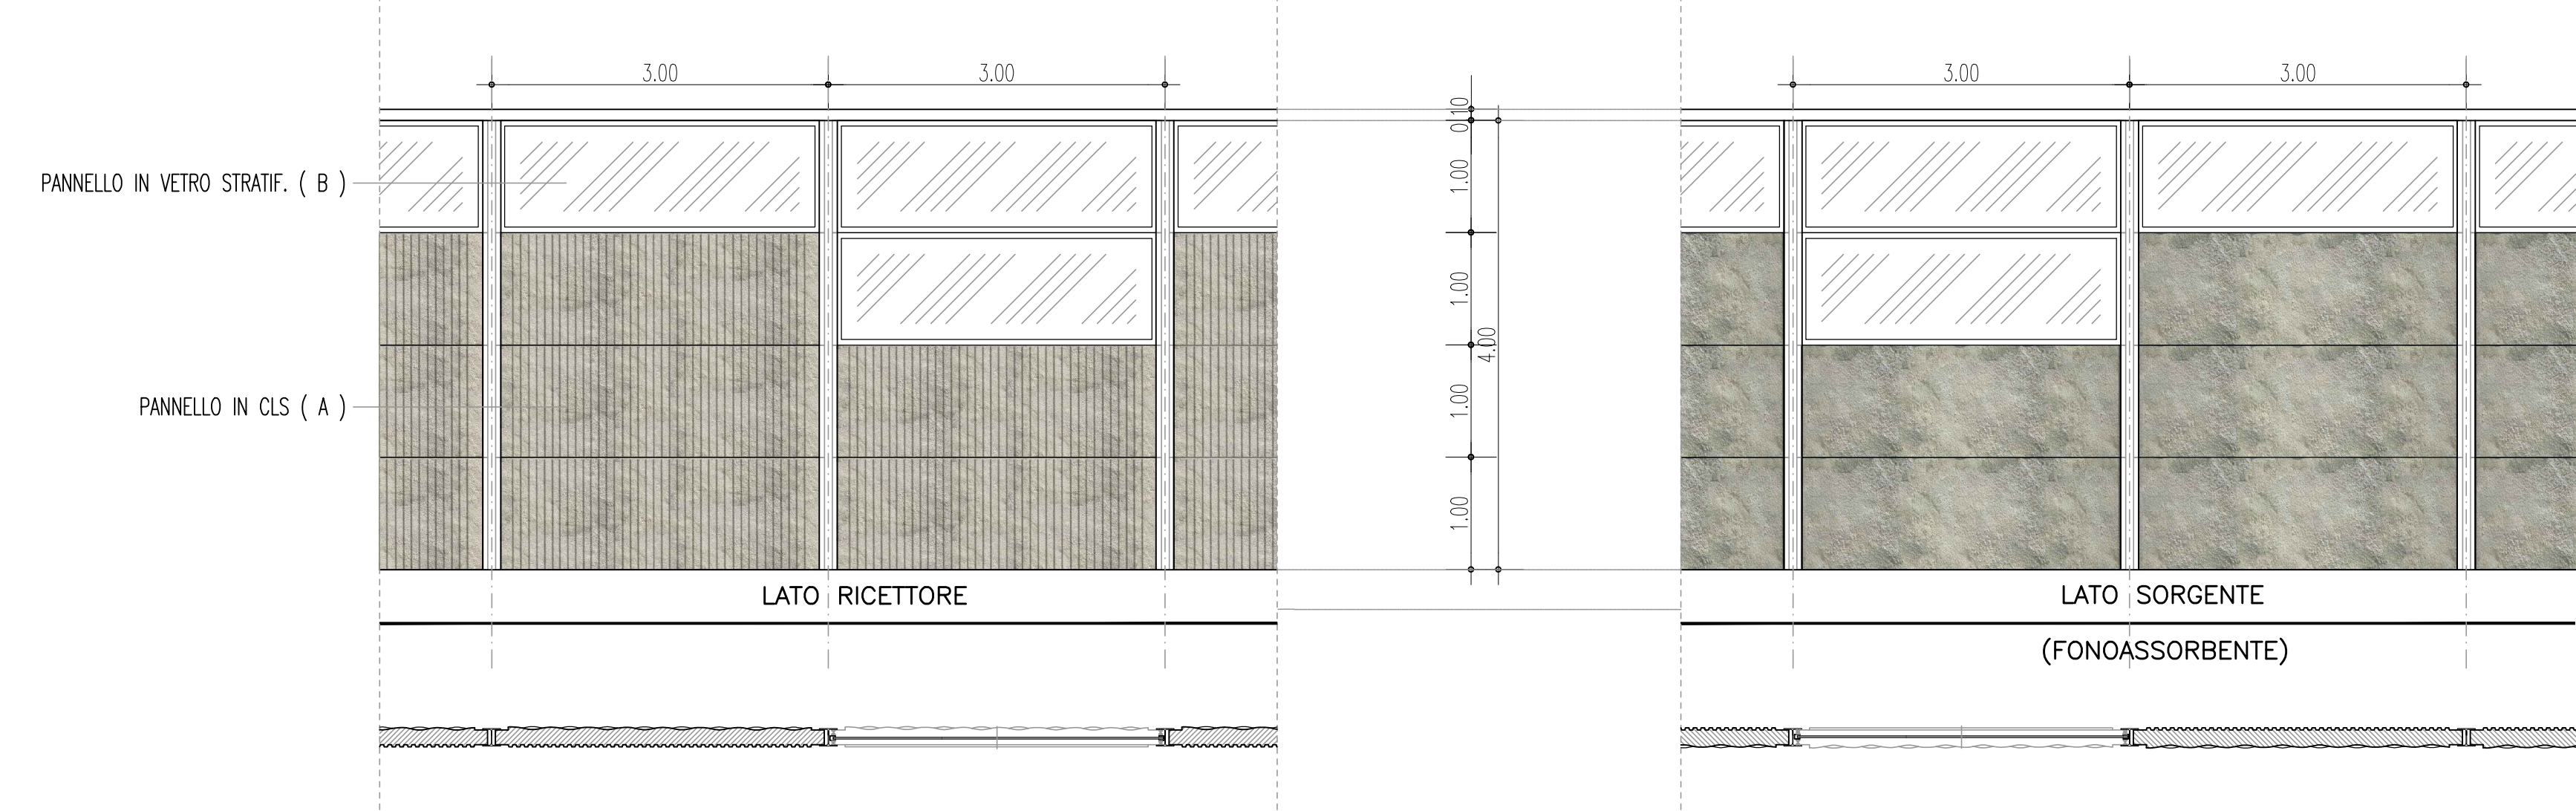 3.00 3.00
3.00 3.00
0.10
1.00
1.00
1.00
1.00
4.00
PANNELLO IN VETRO STRATIF. ( B )
PANNELLO IN CLS ( A )
LATO RICETTORE
LATO SORGENTE
(FONOASSORBENTE)